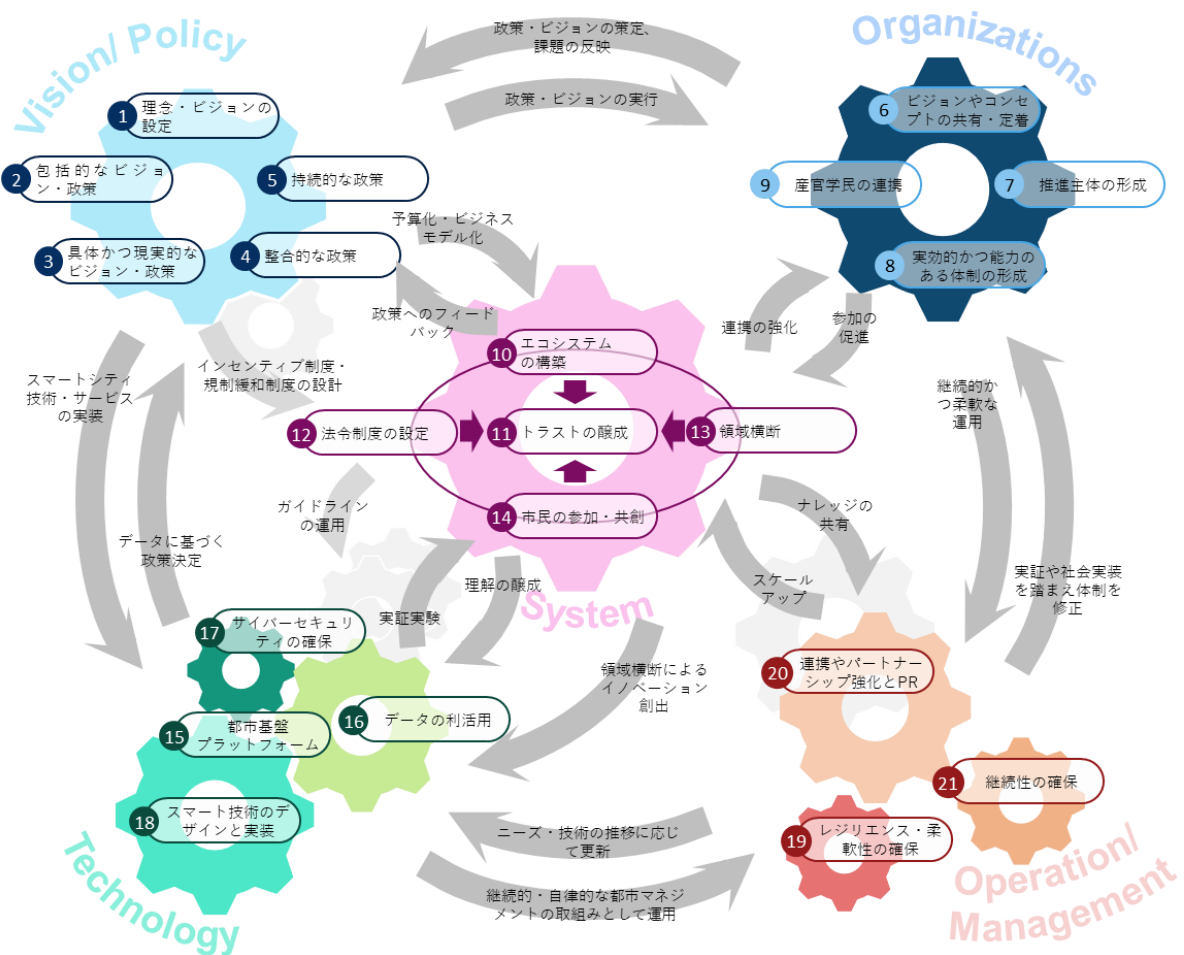 Vision/ Policy
Organizations
政策・ビジョンの策定、
課題の反映
政策・ビジョンの実行
1
理念・ビジョンの
設定
2
包括的なビジョ
ン・政策
5
持続的な政策
3
具体かつ現実的な
ビジョン・政策
4
整合的な政策
6
ビジョンやコンセ
プトの共有・定着
9
産官学民の連携
7
推進主体の形成
8
実効的かつ能力の
ある体制の形成
予算化・ビジネス
モデル化
政策へのフィード
バック
連携の強化
参加の
促進
インセンティブ制度・
規制緩和制度の設計
スマートシティ
技術・サービス
の実装
継続的か
つ柔軟な
運用
10
エコシステム
の構築
12
法令制度の設定
11
トラストの醸成
13
領域横断
14
市民の参加・共創
System
ガイドライン
の運用
データに基づく
政策決定
ナレッジの
共有
スケール
アップ
実証や社会実装
を踏まえ体制を
修正
理解の醸成
実証実験
領域横断による
イノベーション
創出
17
サイバーセキュリ
ティの確保
16
データの利活用
15
都市基盤
プラットフォーム
18
スマート技術のデ
ザインと実装
Technology
20
連携やパートナー
シップ強化とPR
21
継続性の確保
19
レジリエンス・柔
軟性の確保
Operation/
Management
ニーズ・技術の推移に応じ
て更新
継続的・自律的な都市マネジ
メントの取組みとして運用